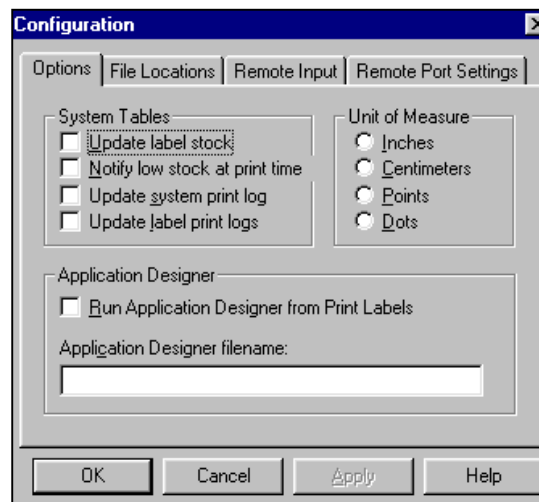 Configuration
Options File Locations Remote Input Remote Port Settings
System Tables
Update label stock
Notify low stock at print time
Update system print log
Update label print logs
Unit of Measure
Inches
Centimeters
Points
Dots
Application Designer
Run Application Designer from Print Labels
Application Designer filename:
OK Cancel Apply Help